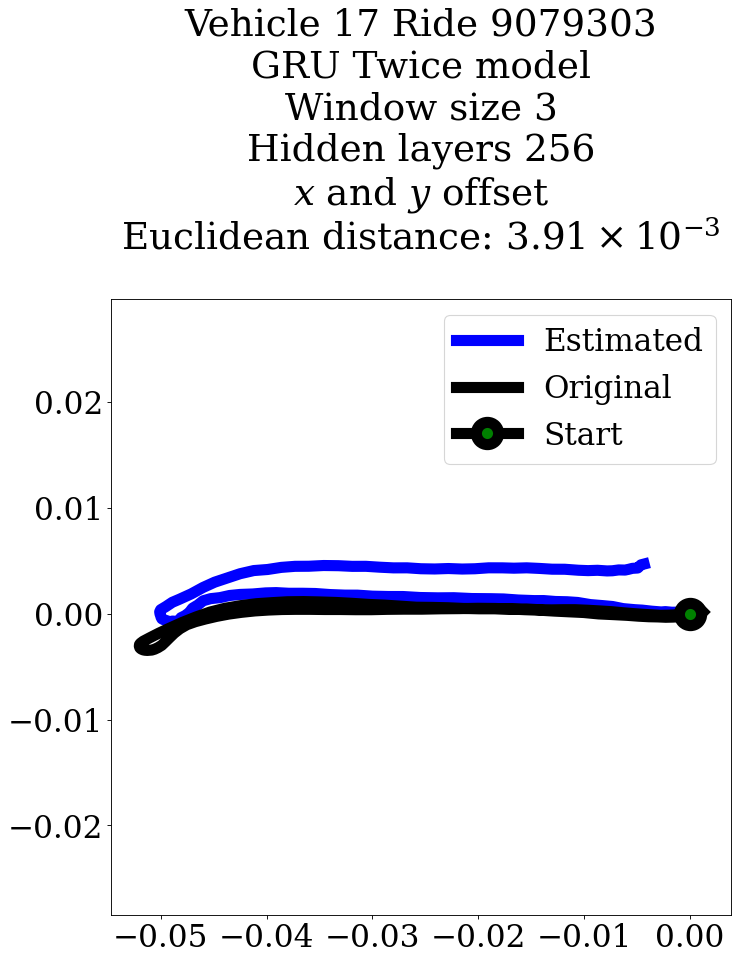 Vehicle 17 Ride 9079303
GRU Twice model
Window size 3
Hidden layers 256
x and y offset
Euclidean distance: 3.91 × 10⁻³
Estimated
Original
Start
0.02
0.01
0.00
−0.01
−0.02
−0.05 −0.04 −0.03 −0.02 −0.01 0.00